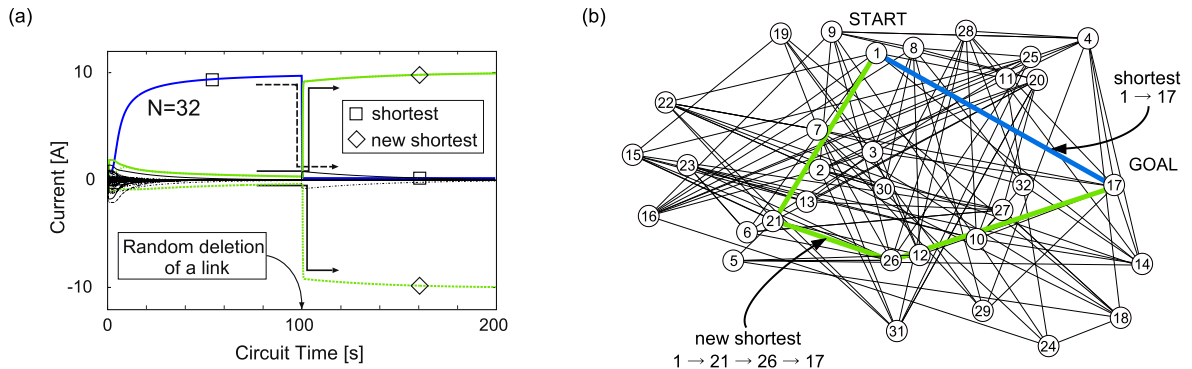 (a)
10
0
-10
Current [A]
N=32
shortest
new shortest
Random deletion
of a link
0
100
200
Circuit Time [s]
(b)
START
19
9
1
8
28
25
4
11
20
22
7
15
23
3
2
30
32
17
16
13
21
6
27
10
5
26
12
14
29
31
18
24
shortest
1 → 17
GOAL
new shortest
1 → 21 → 26 → 17